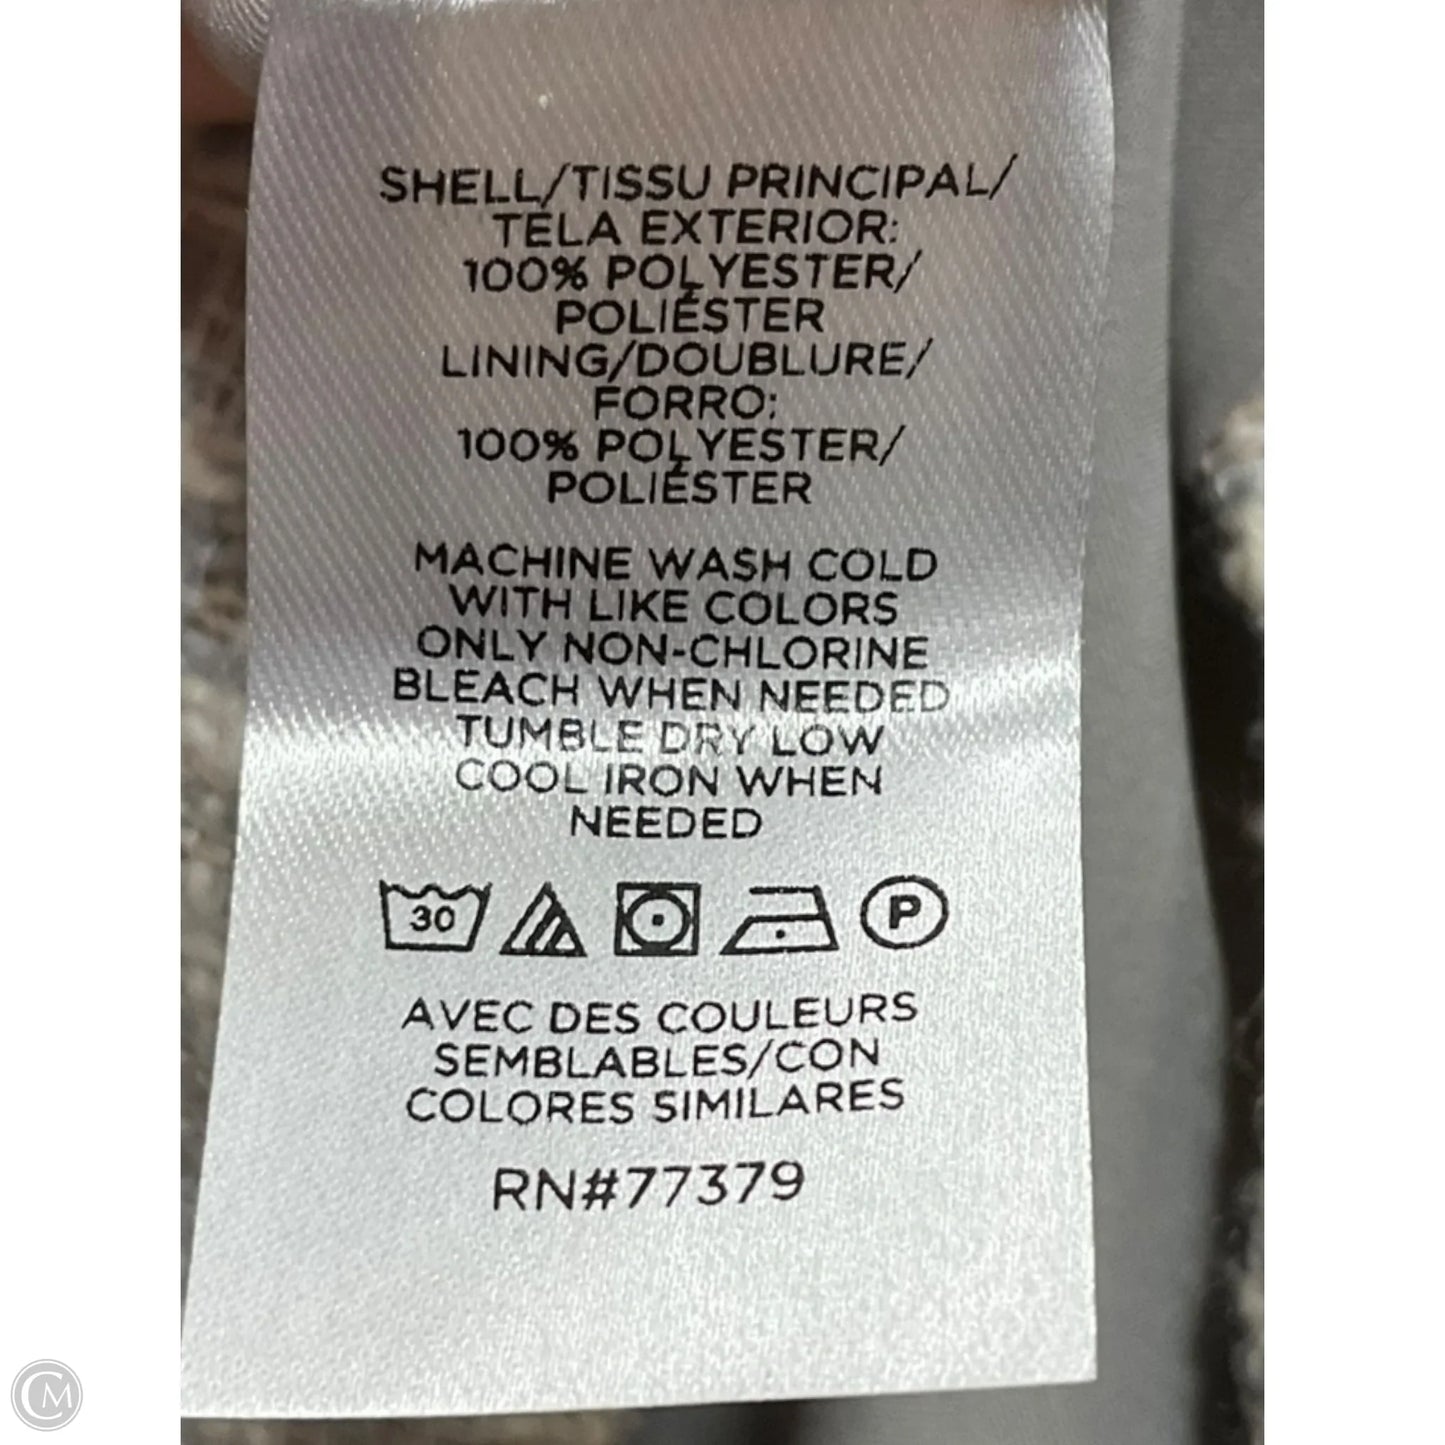 SHELL/TISSU PRINCIPAL/
TELA EXTERIOR:
100% POLYESTER/
POLIÉSTER
LINING/DOUBLURE/
FORRO:
100% POLYESTER/
POLIÉSTER
MACHINE WASH COLD
WITH LIKE COLORS
ONLY NON-CHLORINE
BLEACH WHEN NEEDED
TUMBLE DRY LOW
COOL IRON WHEN
NEEDED
30 P
AVEC DES COULEURS
SEMBLABLES/CON
COLORES SIMILARES
RN#77379
CM